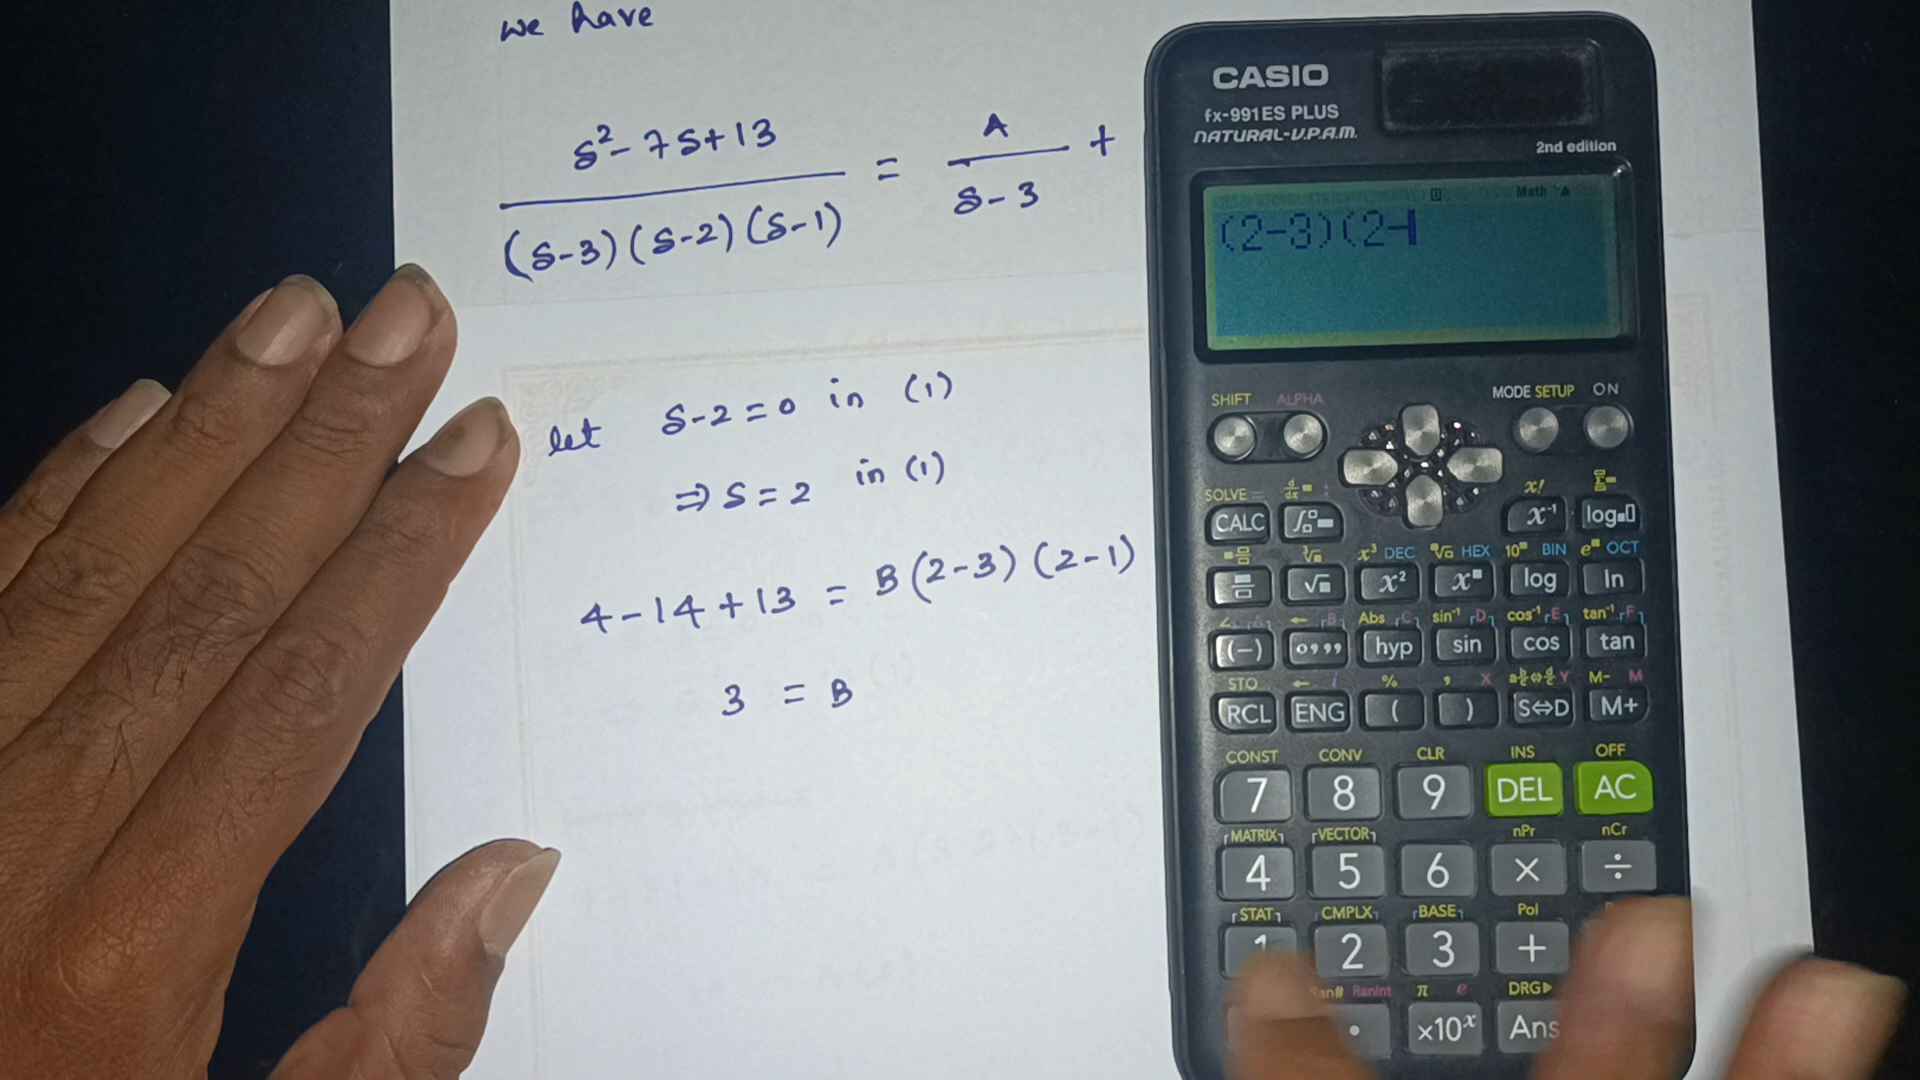 we have
s²-7s+13 / (s-3)(s-2)(s-1) = A / s-3 +
let s-2=0 in (1)
⇒ s=2 in (1)
4-14+13 = B(2-3)(2-1)
3 = B
CASIO
fx-991ES PLUS
NATURAL-V.P.A.M.
2nd edition
Math ▲
(2-3)(2-
SHIFT ALPHA MODE SETUP ON
SOLVE = d/dx x! Σ
CALC ∫ x⁻¹ log
³√ x³ DEC HEX 10 BIN e OCT
√ x² x log ln
∠ A ← B Abs C sin⁻¹ D cos⁻¹ E tan⁻¹ F
(−) °,,, hyp sin cos tan
STO ← i % , X Y M− M
RCL ENG ( ) S⇔D M+
CONST CONV CLR INS OFF
7 8 9 DEL AC
MATRIX VECTOR nPr nCr
4 5 6 × ÷
STAT CMPLX BASE Pol
1 2 3 +
Ran# RanInt π e DRG▶
• ×10ˣ Ans